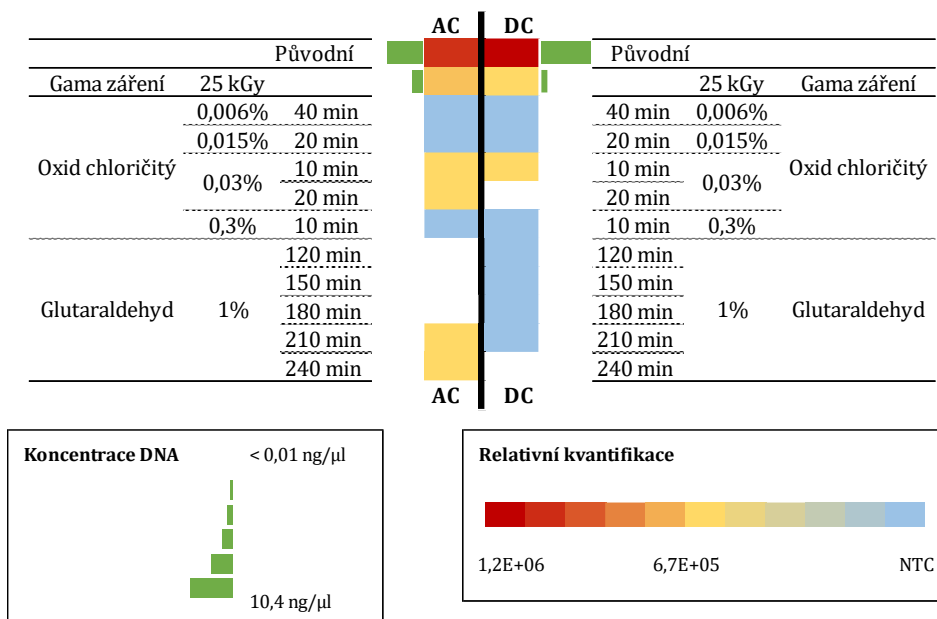 AC DC
Původní Původní
Gama záření 25 kGy 25 kGy Gama záření
0,006% 40 min 40 min 0,006%
0,015% 20 min 20 min 0,015%
Oxid chloričitý 0,03% 10 min 10 min 0,03% Oxid chloričitý
20 min 20 min
0,3% 10 min 10 min 0,3%
120 min 120 min
150 min 150 min
Glutaraldehyd 1% 180 min 180 min 1% Glutaraldehyd
210 min 210 min
240 min 240 min
AC DC
Koncentrace DNA < 0,01 ng/µl
10,4 ng/µl
Relativní kvantifikace
1,2E+06 6,7E+05 NTC